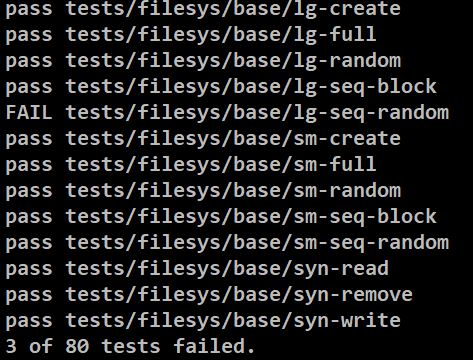 pass tests/filesys/base/lg-create
pass tests/filesys/base/lg-full
pass tests/filesys/base/lg-random
pass tests/filesys/base/lg-seq-block
FAIL tests/filesys/base/lg-seq-random
pass tests/filesys/base/sm-create
pass tests/filesys/base/sm-full
pass tests/filesys/base/sm-random
pass tests/filesys/base/sm-seq-block
pass tests/filesys/base/sm-seq-random
pass tests/filesys/base/syn-read
pass tests/filesys/base/syn-remove
pass tests/filesys/base/syn-write
3 of 80 tests failed.